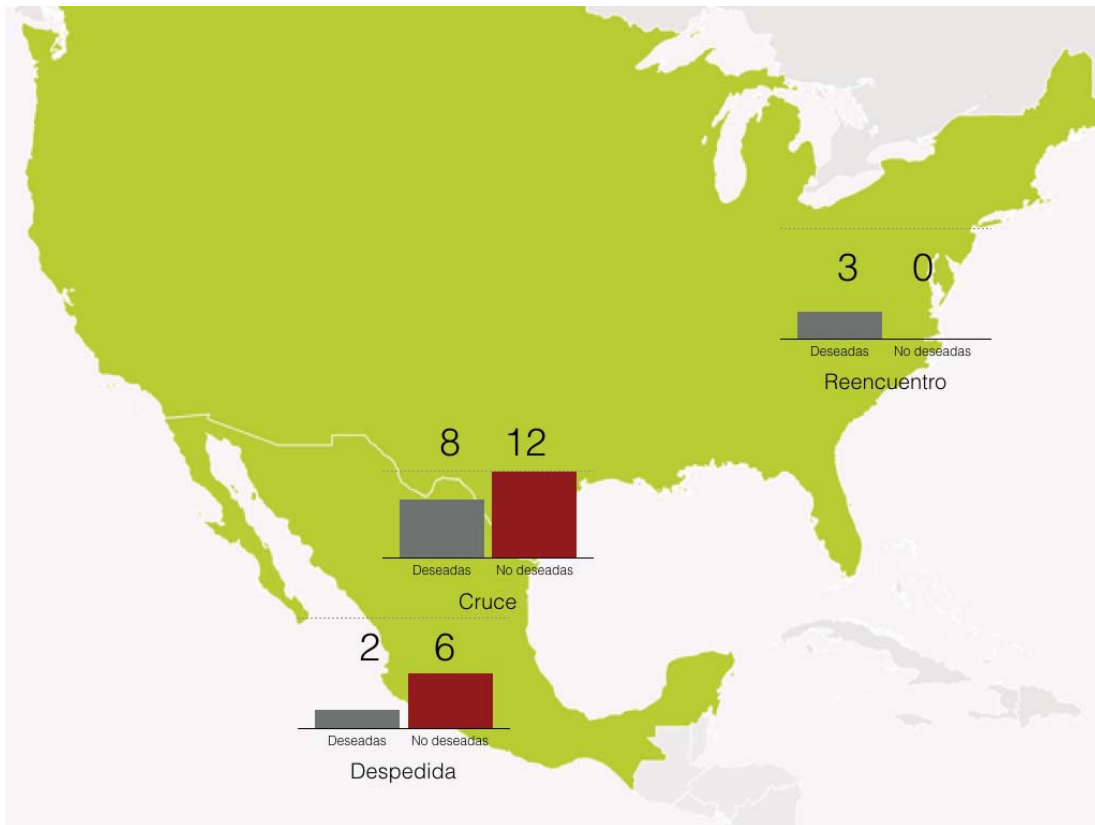 3 0
Deseadas No deseadas
Reencuentro
8 12
Deseadas No deseadas
Cruce
2 6
Deseadas No deseadas
Despedida